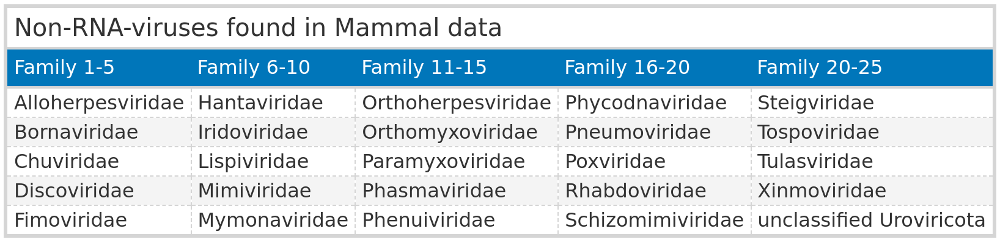 Non-RNA-viruses found in Mammal data
Family 1-5 Family 6-10 Family 11-15 Family 16-20 Family 20-25
Alloherpesviridae Hantaviridae Orthoherpesviridae Phycodnaviridae Steigviridae
Bornaviridae Iridoviridae Orthomyxoviridae Pneumoviridae Tospoviridae
Chuviridae Lispiviridae Paramyxoviridae Poxviridae Tulasviridae
Discoviridae Mimiviridae Phasmaviridae Rhabdoviridae Xinmoviridae
Fimoviridae Mymonaviridae Phenuiviridae Schizomimiviridae unclassified Uroviricota